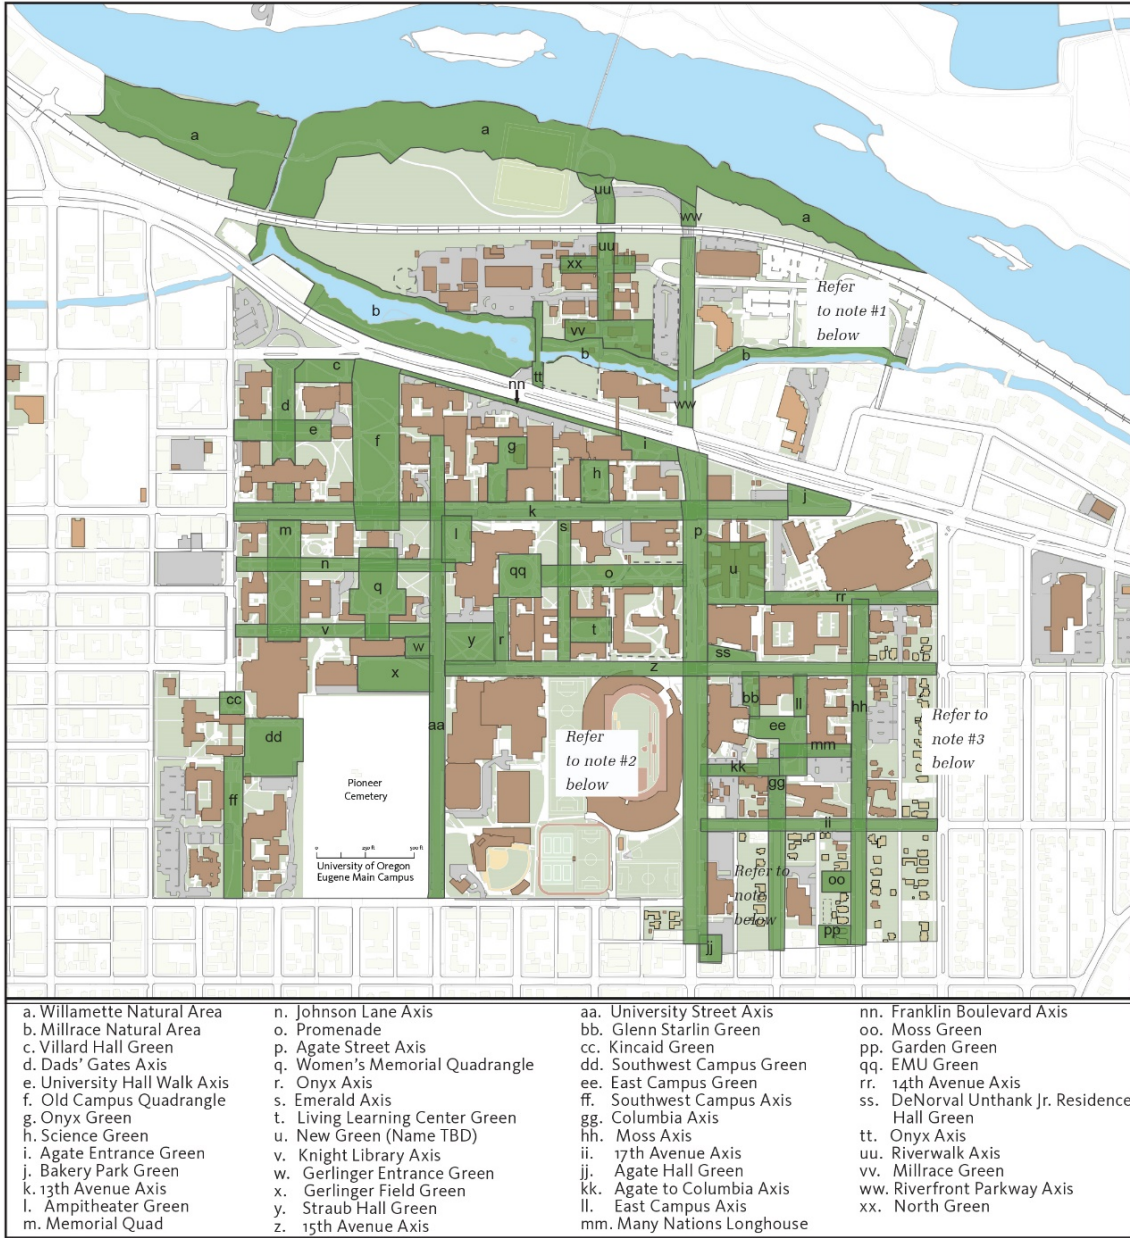 a
a
a
uu
ww
uu
xx
Refer
to note #1
below
b
vv
b
b
tt
nn
ww
c
d
e
f
g
h
i
j
k
l
m
s
p
n
q
qq
o
u
rr
v
w
y
r
t
z
ss
x
cc
dd
aa
bb
ll
ee
hh
mm
kk
gg
ff
ii
Refer
to note #2
below
Refer to
note #3
below
Pioneer
Cemetery
0 250 ft 500 ft
University of Oregon
Eugene Main Campus
Refer to
note
below
oo
pp
jj
a. Willamette Natural Area
b. Millrace Natural Area
c. Villard Hall Green
d. Dads' Gates Axis
e. University Hall Walk Axis
f. Old Campus Quadrangle
g. Onyx Green
h. Science Green
i. Agate Entrance Green
j. Bakery Park Green
k. 13th Avenue Axis
l. Ampitheater Green
m. Memorial Quad
n. Johnson Lane Axis
o. Promenade
p. Agate Street Axis
q. Women's Memorial Quadrangle
r. Onyx Axis
s. Emerald Axis
t. Living Learning Center Green
u. New Green (Name TBD)
v. Knight Library Axis
w. Gerlinger Entrance Green
x. Gerlinger Field Green
y. Straub Hall Green
z. 15th Avenue Axis
aa. University Street Axis
bb. Glenn Starlin Green
cc. Kincaid Green
dd. Southwest Campus Green
ee. East Campus Green
ff. Southwest Campus Axis
gg. Columbia Axis
hh. Moss Axis
ii. 17th Avenue Axis
jj. Agate Hall Green
kk. Agate to Columbia Axis
ll. East Campus Axis
mm. Many Nations Longhouse
nn. Franklin Boulevard Axis
oo. Moss Green
pp. Garden Green
qq. EMU Green
rr. 14th Avenue Axis
ss. DeNorval Unthank Jr. Residence
Hall Green
tt. Onyx Axis
uu. Riverwalk Axis
vv. Millrace Green
ww. Riverfront Parkway Axis
xx. North Green